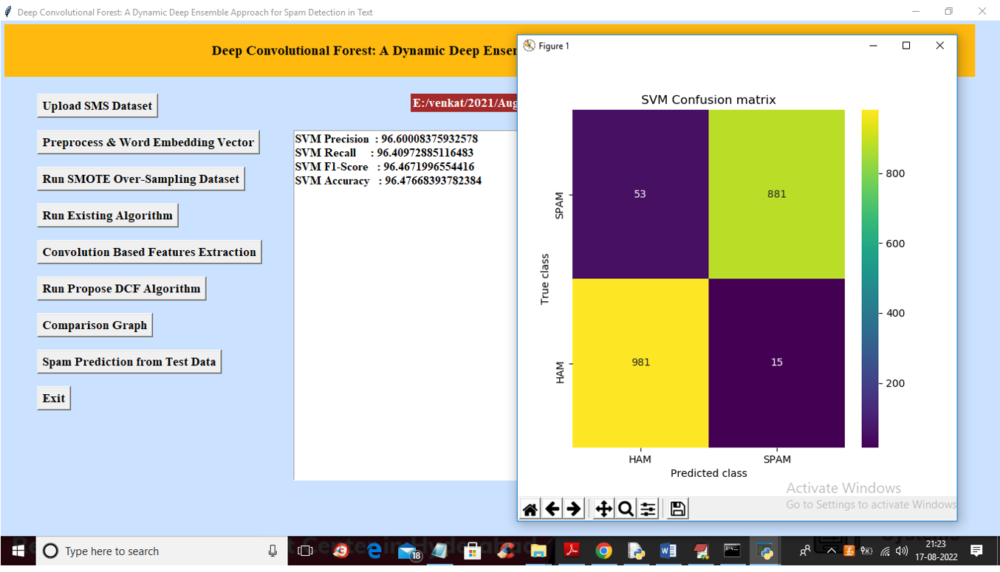 Deep Convolutional Forest: A Dynamic Deep Ensemble Approach for Spam Detection in Text
Deep Convolutional Forest: A Dynamic Deep
Figure 1
Upload SMS Dataset
E:/venkat/2021/Aug
Preprocess & Word Embedding Vector
Run SMOTE Over-Sampling Dataset
Run Existing Algorithm
Convolution Based Features Extraction
Run Propose DCF Algorithm
Comparison Graph
Spam Prediction from Test Data
Exit
SVM Precision : 96.60008375932578
SVM Recall : 96.40972885116483
SVM F1-Score : 96.4671996554416
SVM Accuracy : 96.47668393782384
SVM Confusion matrix
53
881
981
15
SPAM
HAM
True class
HAM
SPAM
Predicted class
800
600
400
200
Activate Windows
Go to Settings to activate Windows
Type here to search
18
21:23
17-08-2022